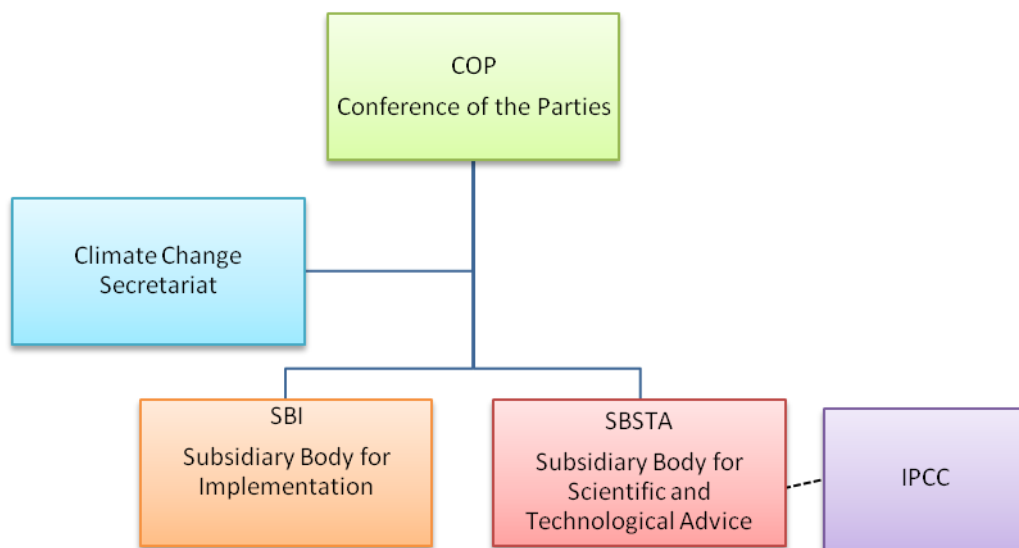 COP
Conference of the Parties
Climate Change
Secretariat
SBI
Subsidiary Body for
Implementation
SBSTA
Subsidiary Body for
Scientific and
Technological Advice
IPCC